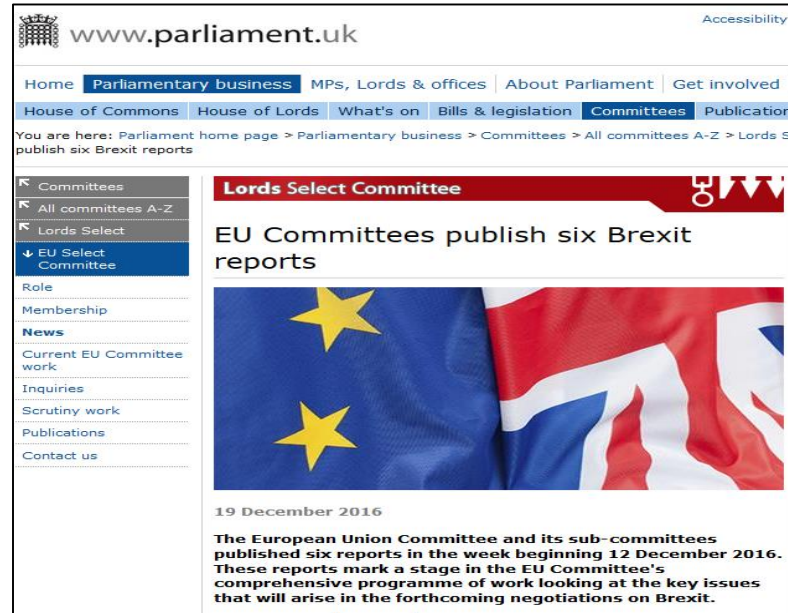 www.parliament.uk
Accessibility
Home Parliamentary business MPs, Lords & offices About Parliament Get involved
House of Commons House of Lords What's on Bills & legislation Committees Publication
You are here: Parliament home page > Parliamentary business > Committees > All committees A-Z > Lords S
publish six Brexit reports
Committees
All committees A-Z
Lords Select
EU Select
Committee
Role
Membership
News
Current EU Committee
work
Inquiries
Scrutiny work
Publications
Contact us
Lords Select Committee
EU Committees publish six Brexit
reports
19 December 2016
The European Union Committee and its sub-committees
published six reports in the week beginning 12 December 2016.
These reports mark a stage in the EU Committee's
comprehensive programme of work looking at the key issues
that will arise in the forthcoming negotiations on Brexit.